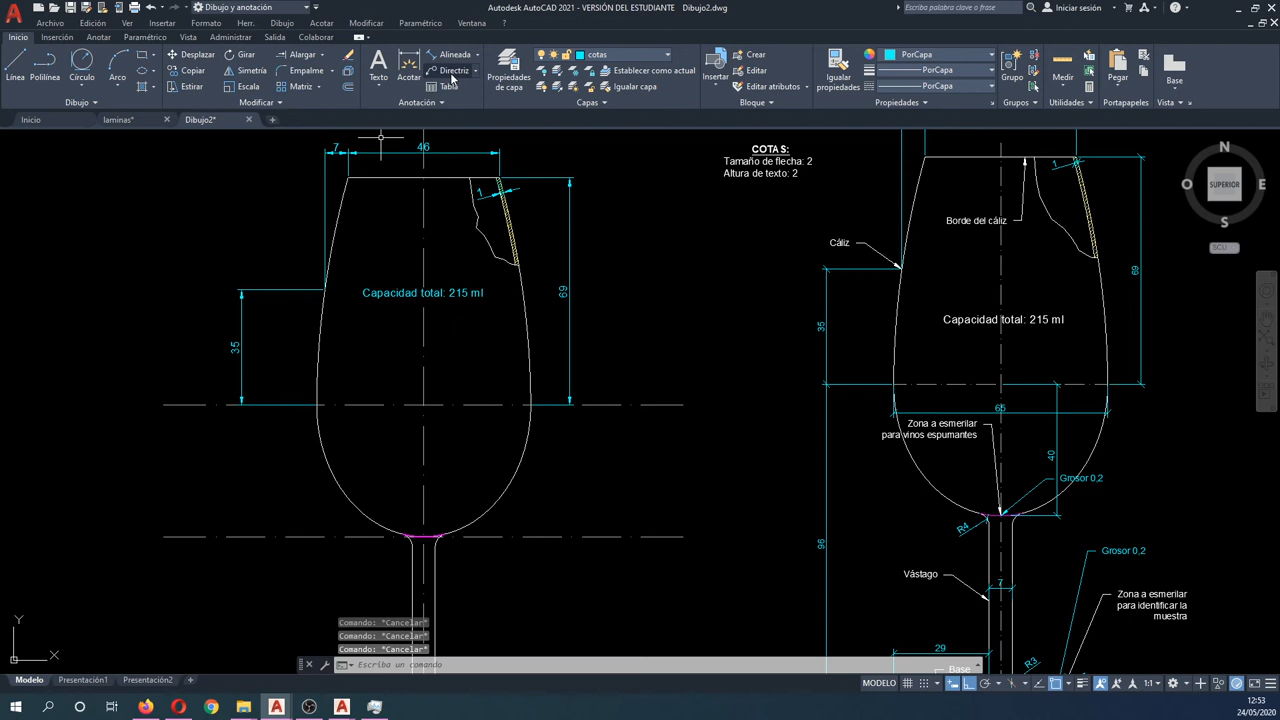 Dibujo y anotación
Autodesk AutoCAD 2021 - VERSIÓN DEL ESTUDIANTE Dibujo2.dwg
Escriba palabra clave o frase
Iniciar sesión
Archivo Edición Ver Insertar Formato Herr. Dibujo Acotar Modificar Paramétrico Ventana ?
Inicio Inserción Anotar Paramétrico Vista Administrar Salida Colaborar
Línea
Polilínea
Círculo
Arco
Dibujo
Desplazar
Copiar
Estirar
Girar
Simetría
Escala
Alargar
Empalme
Matriz
Modificar
Texto
Acotar
Alineada
Directriz
Tabla
Anotación
Propiedades
de capa
cotas
Establecer como actual
Igualar capa
Capas
Insertar
Crear
Editar
Editar atributos
Bloque
Igualar
propiedades
PorCapa
PorCapa
PorCapa
Propiedades
Grupo
Grupos
Medir
Utilidades
Pegar
Portapapeles
Base
Vista
Inicio
laminas*
Dibujo2*
7
46
1
Capacidad total: 215 ml
35
69
COTAS:
Tamaño de flecha: 2
Altura de texto: 2
1
Borde del cáliz
Cáliz
35
69
Capacidad total: 215 ml
65
Zona a esmerilar
para vinos espumantes
40
Grosor 0,2
R4
96
Grosor 0,2
Vástago
7
Zona a esmerilar
para identificar la
muestra
29
R3
Base
N
O
SUPERIOR
E
S
SCU
Y
X
Comando: *Cancelar*
Comando: *Cancelar*
Comando: *Cancelar*
Escriba un comando
Modelo
Presentación1
Presentación2
MODELO
1:1
12:53
24/05/2020